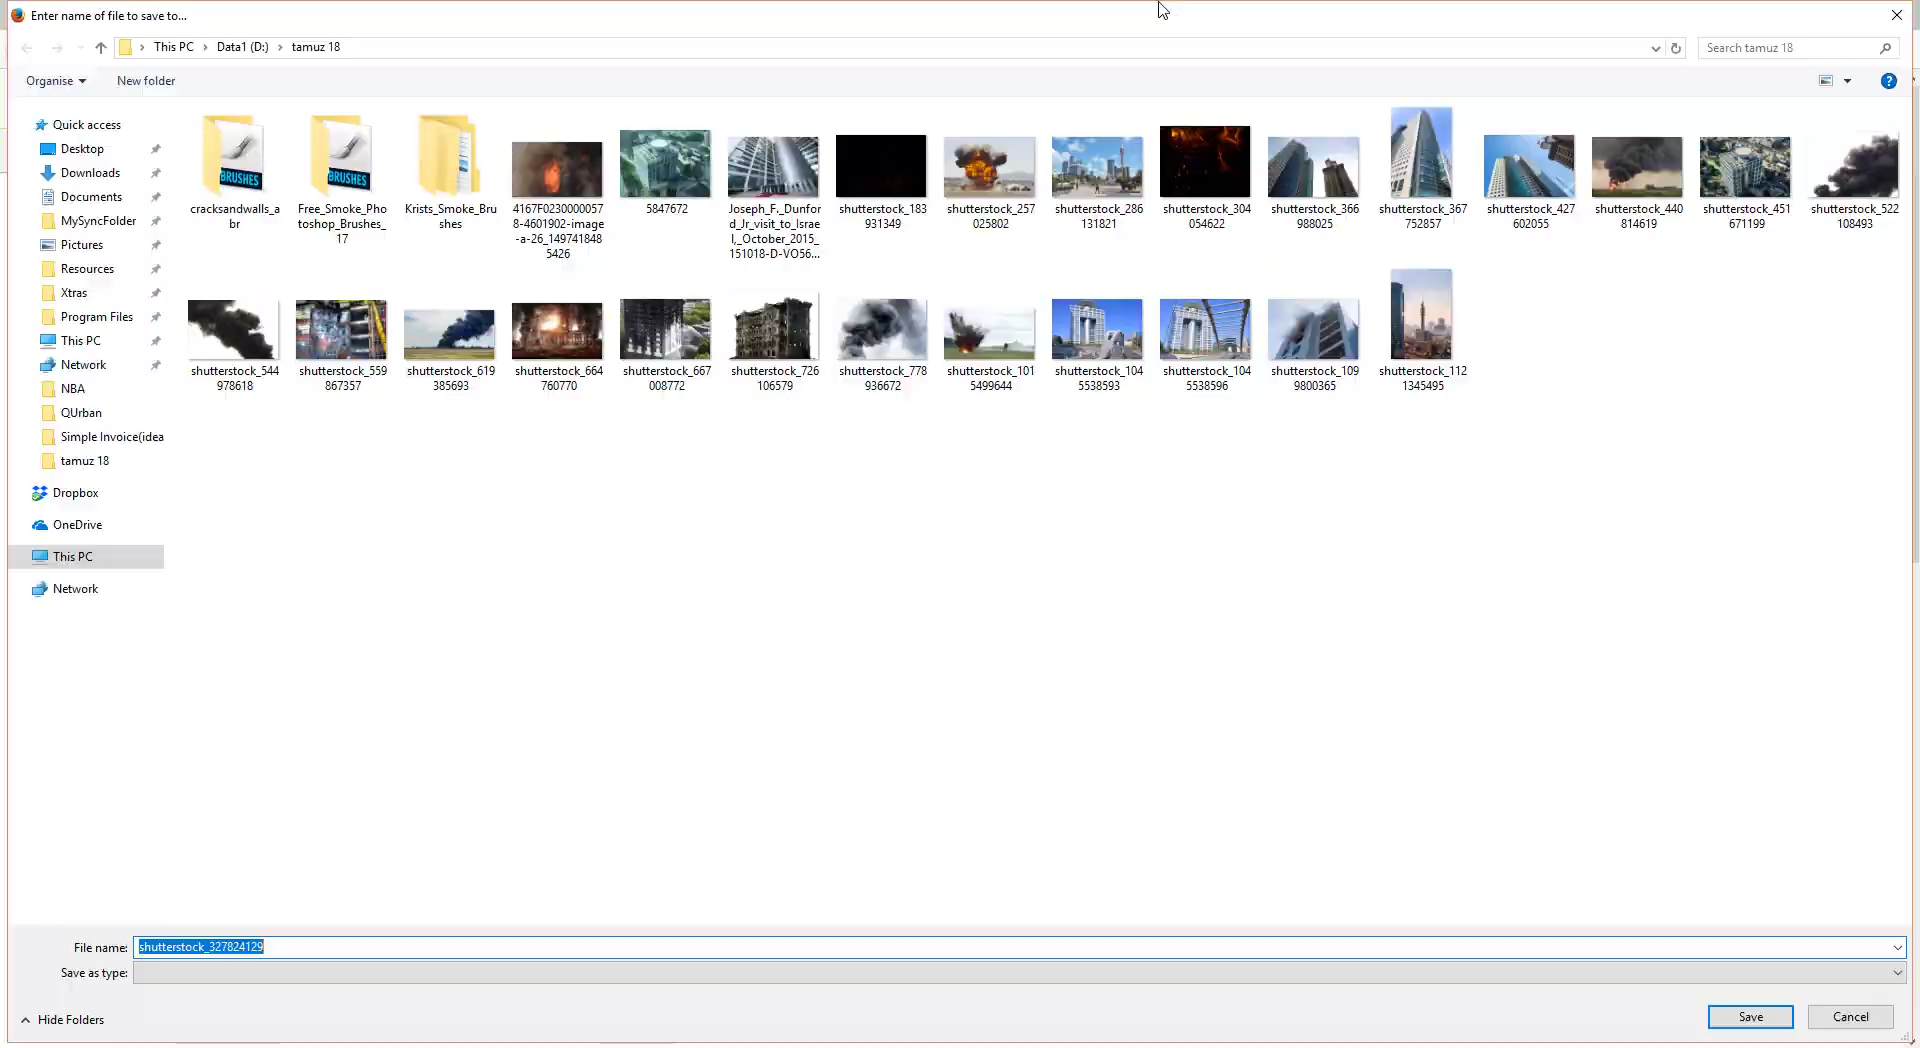 Enter name of file to save to...
This PC > Data1 (D:) > tamuz 18
Search tamuz 18
Organise
New folder
Quick access
Desktop
Downloads
Documents
MySyncFolder
Pictures
Resources
Xtras
Program Files
This PC
Network
NBA
QUrban
Simple Invoice(idea
tamuz 18
Dropbox
OneDrive
This PC
Network
BRUSHES
BRUSHES
cracksandwalls_a
br
Free_Smoke_Pho
toshop_Brushes_
17
Krists_Smoke_Bru
shes
4167F0230000057
8-4601902-image
-a-26_149741848
5426
5847672
Joseph_F._Dunfor
d_Jr_visit_to_Israe
l,_October_2015_
151018-D-VO56...
shutterstock_183
931349
shutterstock_257
025802
shutterstock_286
131821
shutterstock_304
054622
shutterstock_366
988025
shutterstock_367
752857
shutterstock_427
602055
shutterstock_440
814619
shutterstock_451
671199
shutterstock_522
108493
shutterstock_544
978618
shutterstock_559
867357
shutterstock_619
385693
shutterstock_664
760770
shutterstock_667
008772
shutterstock_726
106579
shutterstock_778
936672
shutterstock_101
5499644
shutterstock_104
5538593
shutterstock_104
5538596
shutterstock_109
9800365
shutterstock_112
1345495
File name: shutterstock_327824129
Save as type:
Hide Folders
Save
Cancel